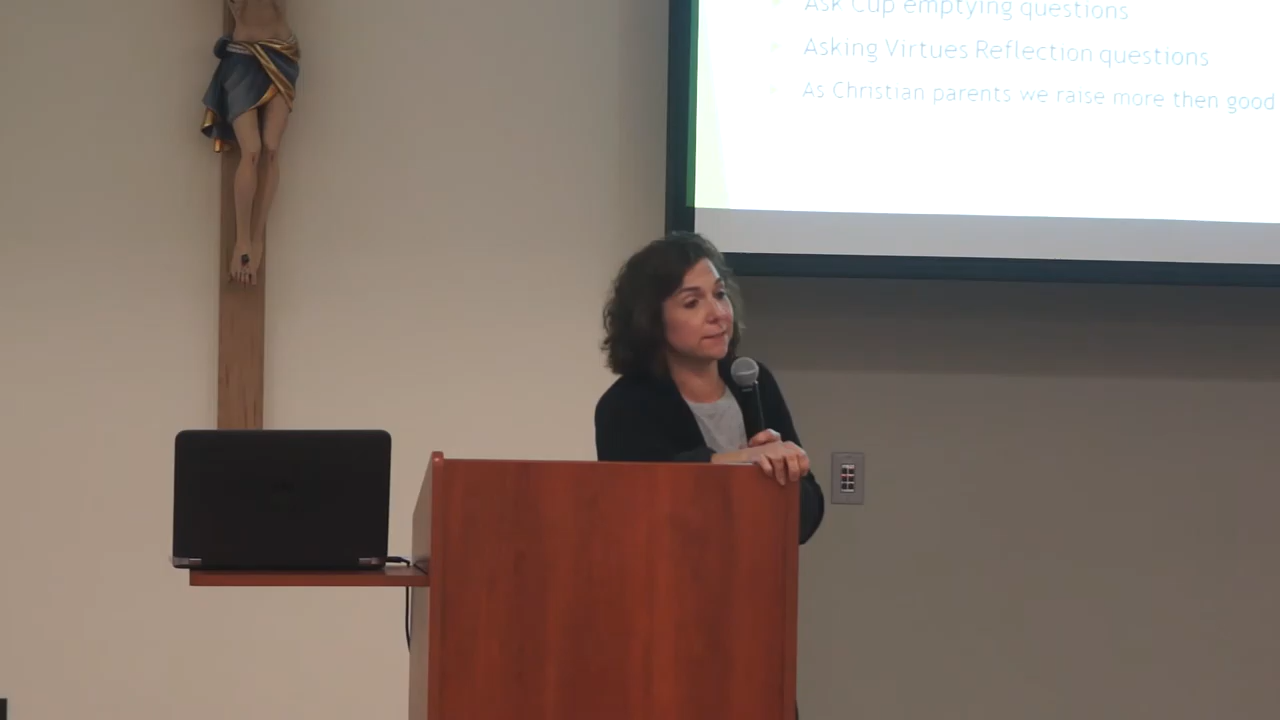 Ask Cup emptying questions
Asking Virtues Reflection questions
As Christian parents we raise more then good